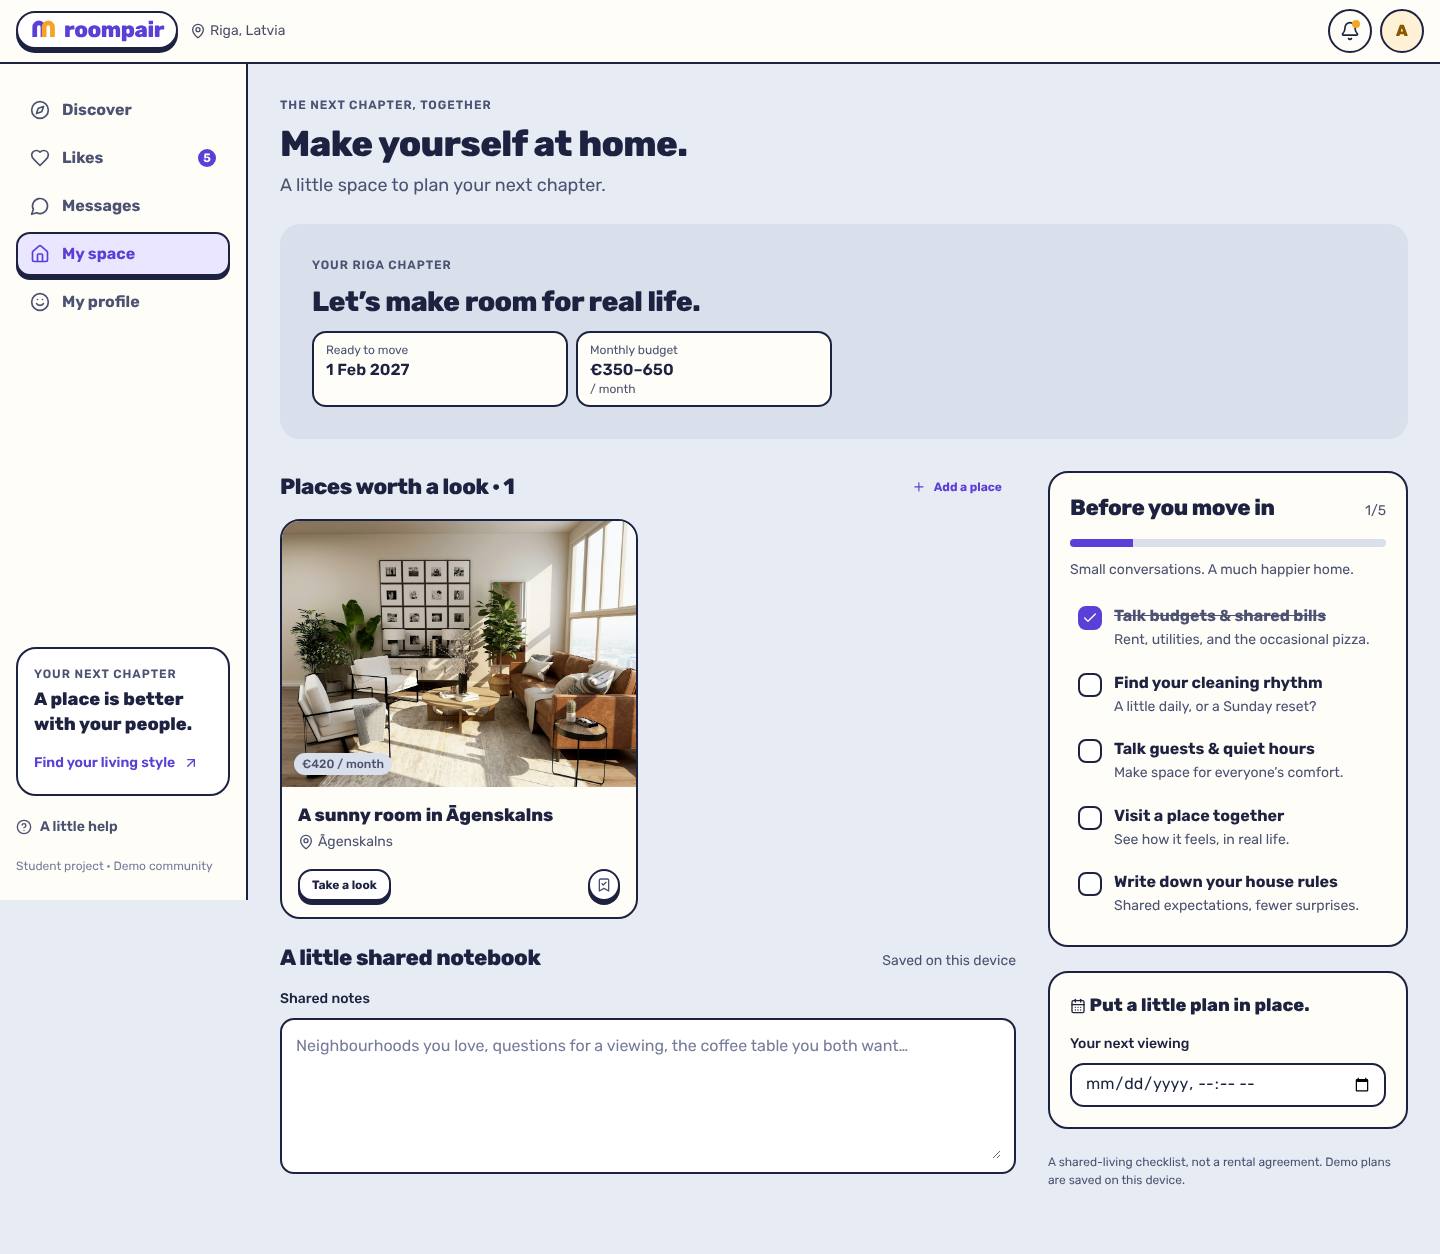 roompair
Riga, Latvia
A
Discover
Likes
5
Messages
My space
My profile
YOUR NEXT CHAPTER
A place is better
with your people.
Find your living style
A little help
Student project • Demo community
THE NEXT CHAPTER, TOGETHER
Make yourself at home.
A little space to plan your next chapter.
YOUR RIGA CHAPTER
Let’s make room for real life.
Ready to move
1 Feb 2027
Monthly budget
€350–650
/ month
Places worth a look • 1
Add a place
€420 / month
A sunny room in Āgenskalns
Āgenskalns
Take a look
A little shared notebook
Saved on this device
Shared notes
Neighbourhoods you love, questions for a viewing, the coffee table you both want…
Before you move in
1/5
Small conversations. A much happier home.
Talk budgets & shared bills
Rent, utilities, and the occasional pizza.
Find your cleaning rhythm
A little daily, or a Sunday reset?
Talk guests & quiet hours
Make space for everyone’s comfort.
Visit a place together
See how it feels, in real life.
Write down your house rules
Shared expectations, fewer surprises.
Put a little plan in place.
Your next viewing
mm/dd/yyyy, --:-- --
A shared-living checklist, not a rental agreement. Demo plans
are saved on this device.